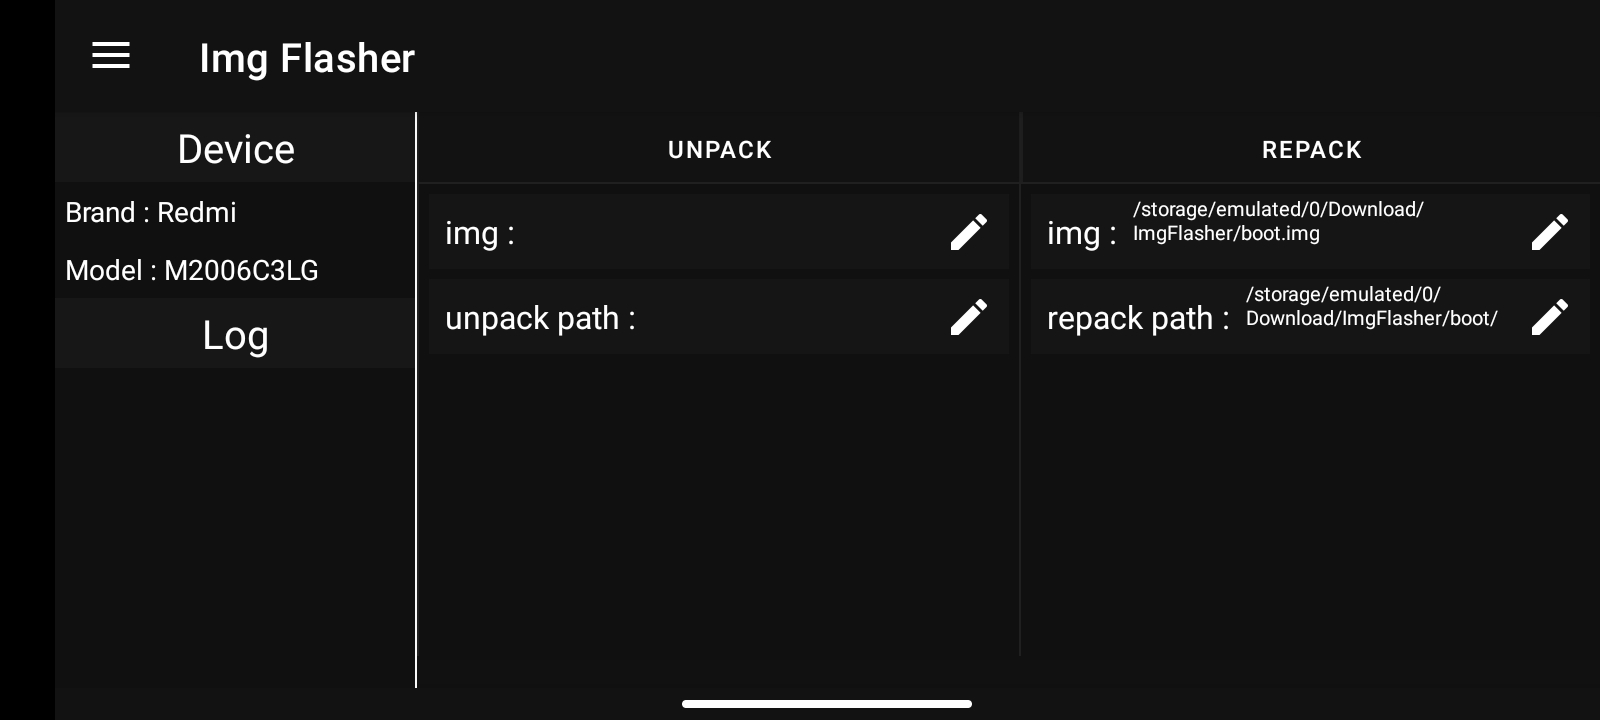 Img Flasher
Device
Brand : Redmi
Model : M2006C3LG
Log
UNPACK
img :
unpack path :
REPACK
img : /storage/emulated/0/Download/
ImgFlasher/boot.img
repack path : /storage/emulated/0/
Download/ImgFlasher/boot/